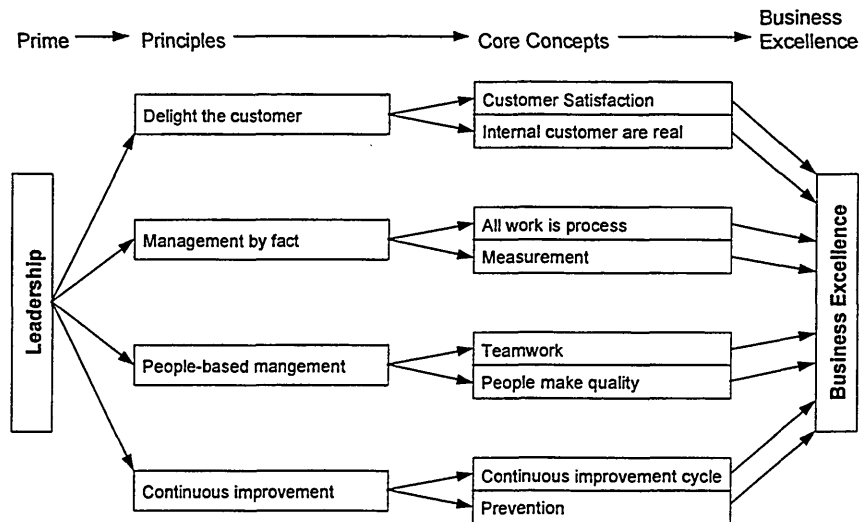 Prime
Principles
Core Concepts
Business
Excellence
Delight the customer
Customer Satisfaction
Internal customer are real
Leadership
Management by fact
All work is process
Measurement
Business Excellence
People-based mangement
Teamwork
People make quality
Continuous improvement
Continuous improvement cycle
Prevention